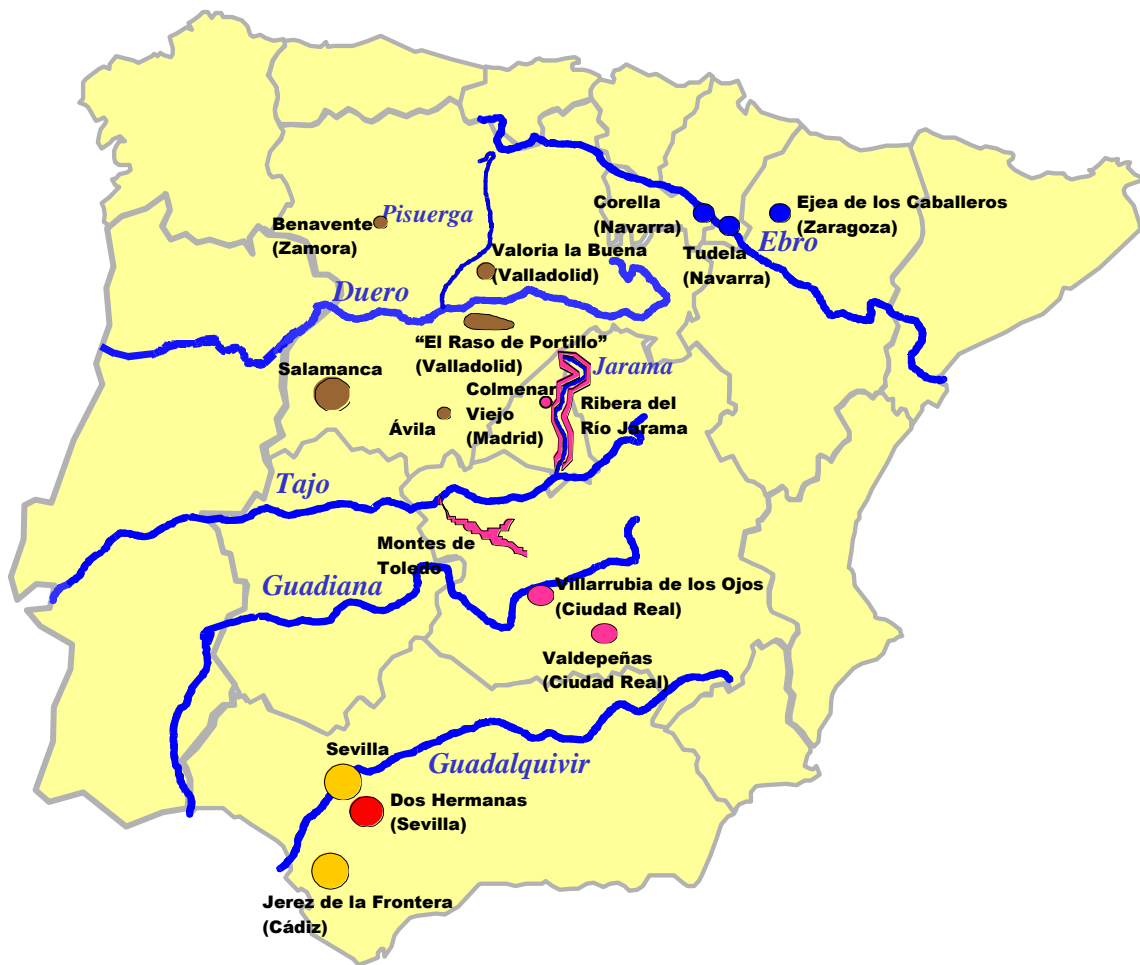 Corella
(Navarra)
Ejea de los Caballeros
(Zaragoza)
Pisuerga
Benavente
(Zamora)
Ebro
Tudela
(Navarra)
Valoria la Buena
(Valladolid)
Duero
“El Raso de Portillo”
(Valladolid)
Jarama
Salamanca
Colmenar
Viejo
(Madrid)
Ribera del
Río Jarama
Ávila
Tajo
Montes de
Toledo
Guadiana
Villarrubia de los Ojos
(Ciudad Real)
Valdepeñas
(Ciudad Real)
Sevilla
Guadalquivir
Dos Hermanas
(Sevilla)
Jerez de la Frontera
(Cádiz)